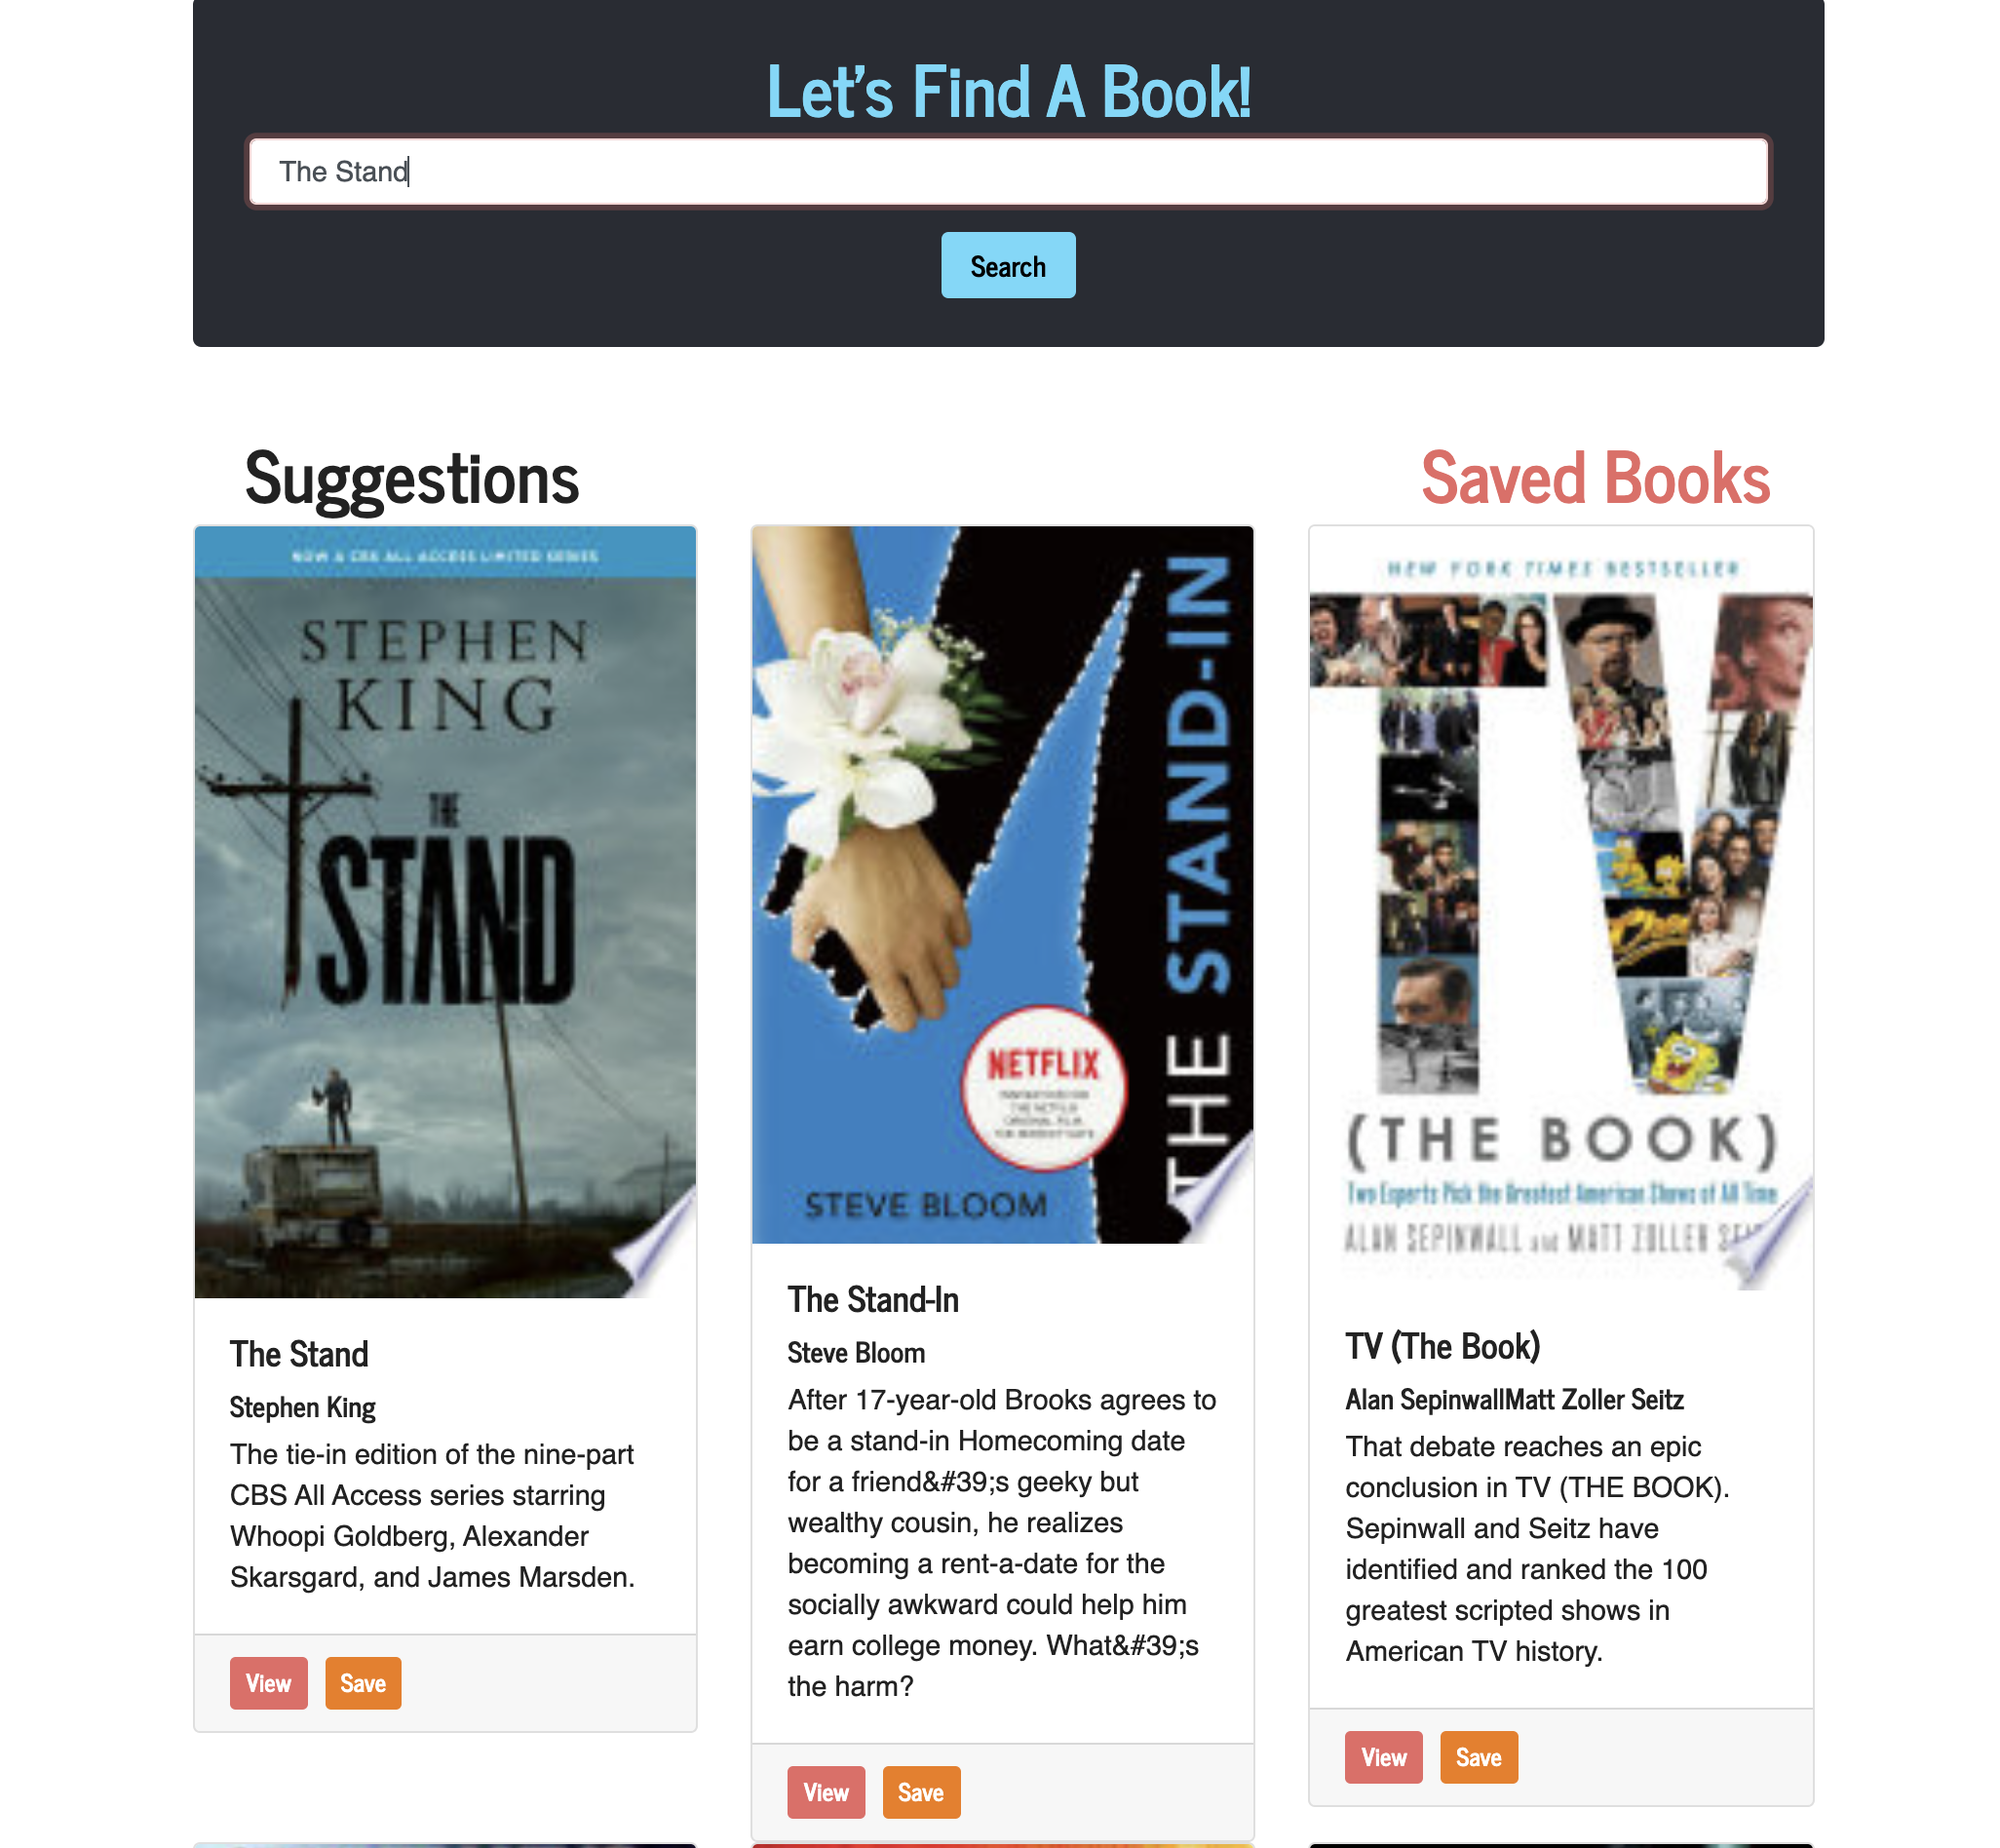 Let's Find A Book!
The Stand
Search
Suggestions
Saved Books
NOW A CBS ALL ACCESS LIMITED SERIES
STEPHEN
KING
THE
STAND
The Stand
Stephen King
The tie-in edition of the nine-part
CBS All Access series starring
Whoopi Goldberg, Alexander
Skarsgard, and James Marsden.
View
Save
THE STAND-IN
NETFLIX
STEVE BLOOM
The Stand-In
Steve Bloom
After 17-year-old Brooks agrees to
be a stand-in Homecoming date
for a friend&#39;s geeky but
wealthy cousin, he realizes
becoming a rent-a-date for the
socially awkward could help him
earn college money. What&#39;s
the harm?
View
Save
NEW YORK TIMES BESTSELLER
TV
(THE BOOK)
Two Experts Pick the Greatest American Shows of All Time
ALAN SEPINWALL and MATT ZOLLER
TV (The Book)
Alan SepinwallMatt Zoller Seitz
That debate reaches an epic
conclusion in TV (THE BOOK).
Sepinwall and Seitz have
identified and ranked the 100
greatest scripted shows in
American TV history.
View
Save